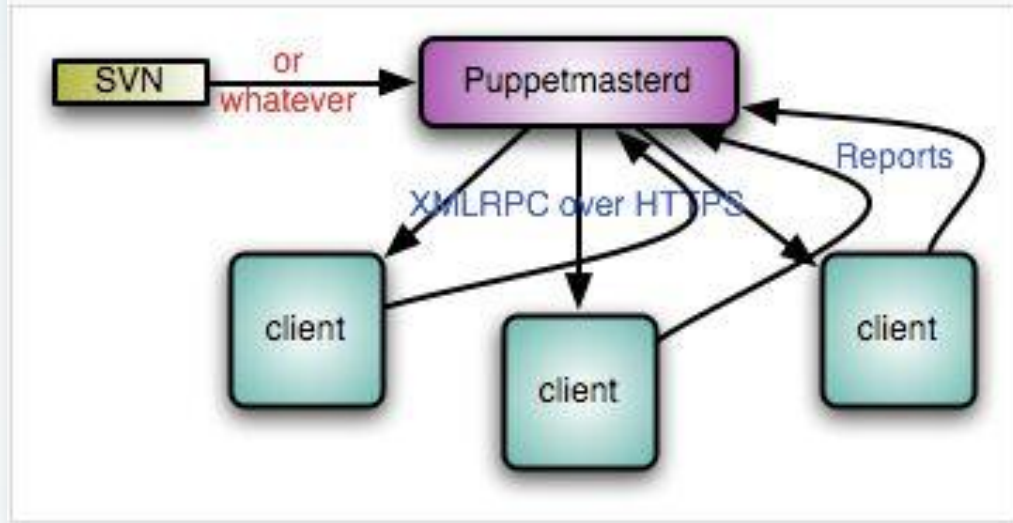 SVN
or
whatever
Puppetmasterd
Reports
XMLRPC over HTTPS
client
client
client